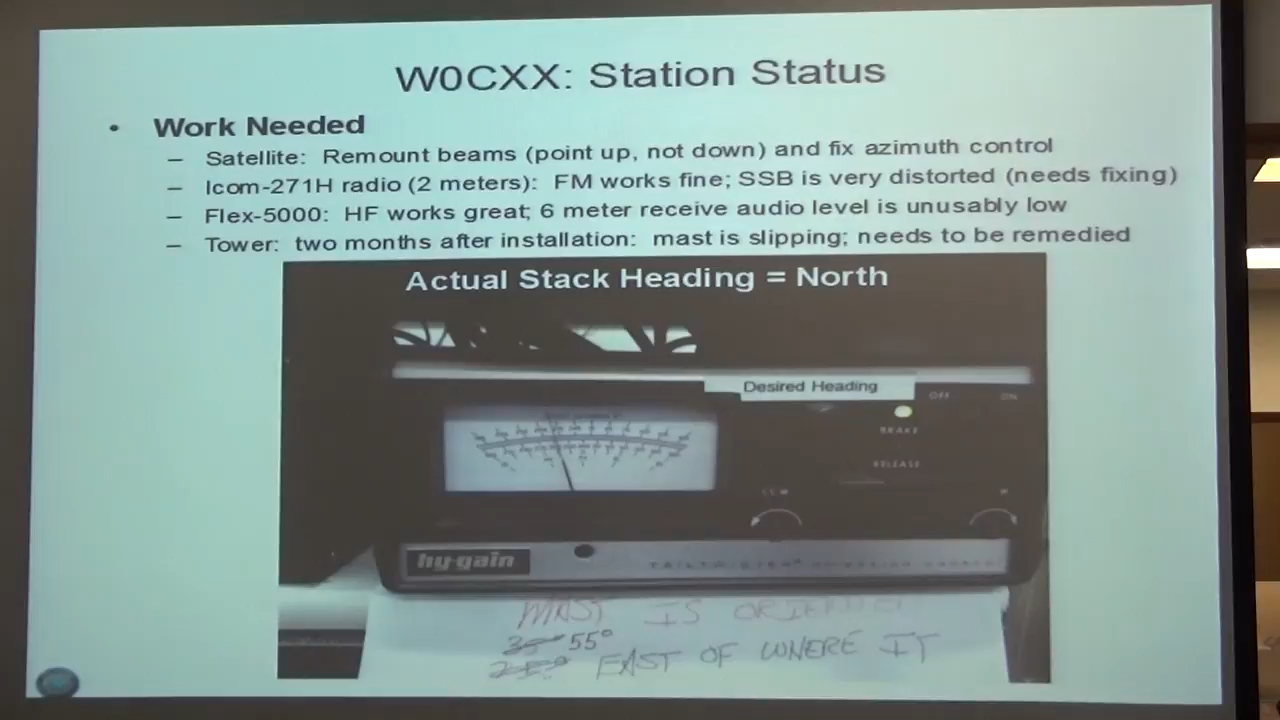 W0CXX: Station Status
• Work Needed
– Satellite: Remount beams (point up, not down) and fix azimuth control
– Icom-271H radio (2 meters): FM works fine; SSB is very distorted (needs fixing)
– Flex-5000: HF works great; 6 meter receive audio level is unusably low
– Tower: two months after installation: mast is slipping; needs to be remedied
Actual Stack Heading = North
Desired Heading
OFF ON
BRAKE
RELEASE
hy-gain
MAST IS
55°
EAST OF WHERE IT